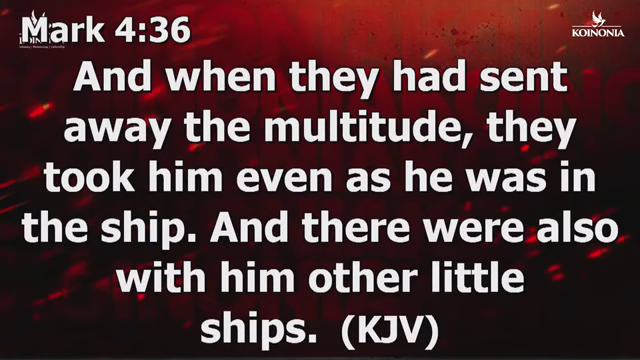 Mark 4:36
KOINONIA
And when they had sent
away the multitude, they
took him even as he was in
the ship. And there were also
with him other little
ships. (KJV)